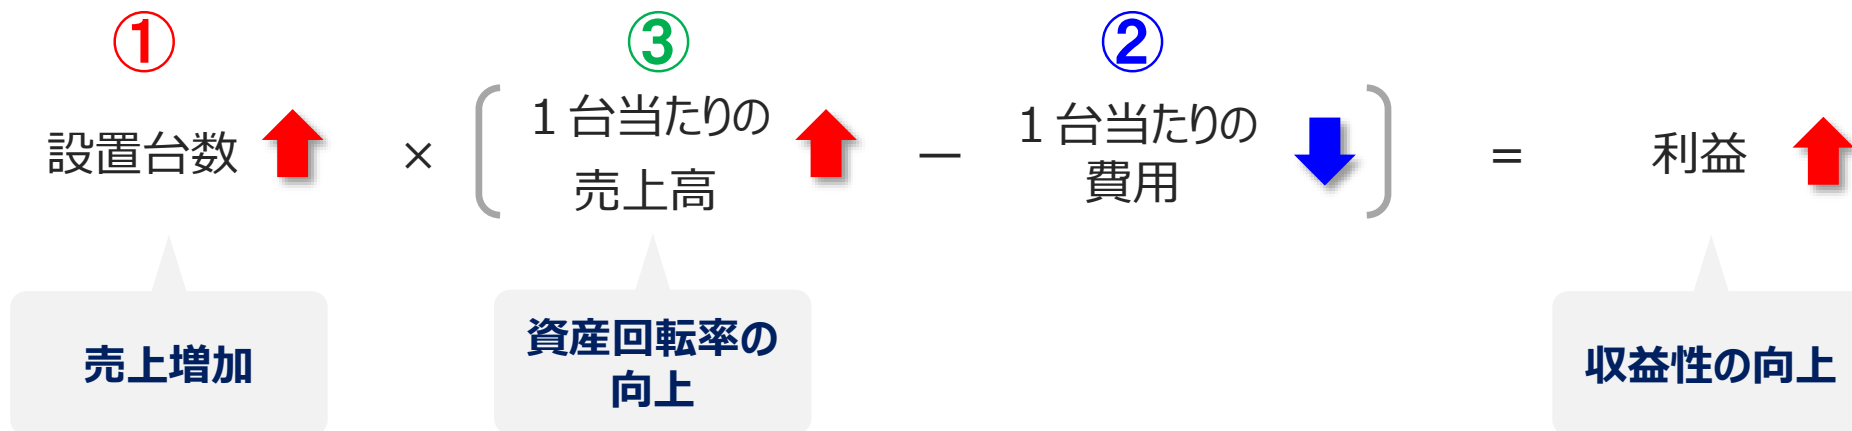 ①
③
②
設置台数
×
１台当たりの
売上高
－
１台当たりの
費用
=
利益
売上増加
資産回転率の
向上
収益性の向上